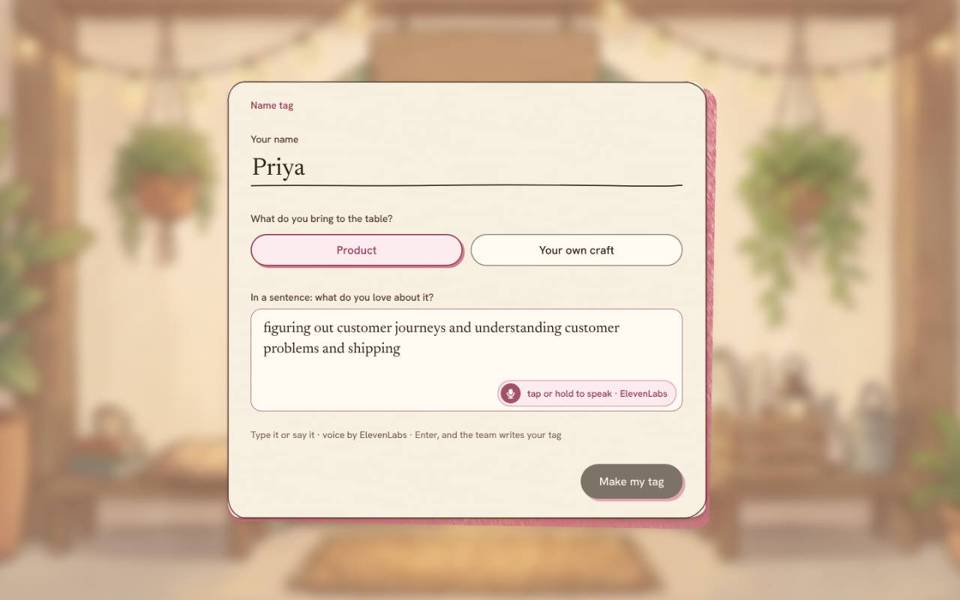 Name tag
Your name
Priya
What do you bring to the table?
Product
Your own craft
In a sentence: what do you love about it?
figuring out customer journeys and understanding customer
problems and shipping
tap or hold to speak · ElevenLabs
Type it or say it · voice by ElevenLabs · Enter, and the team writes your tag
Make my tag